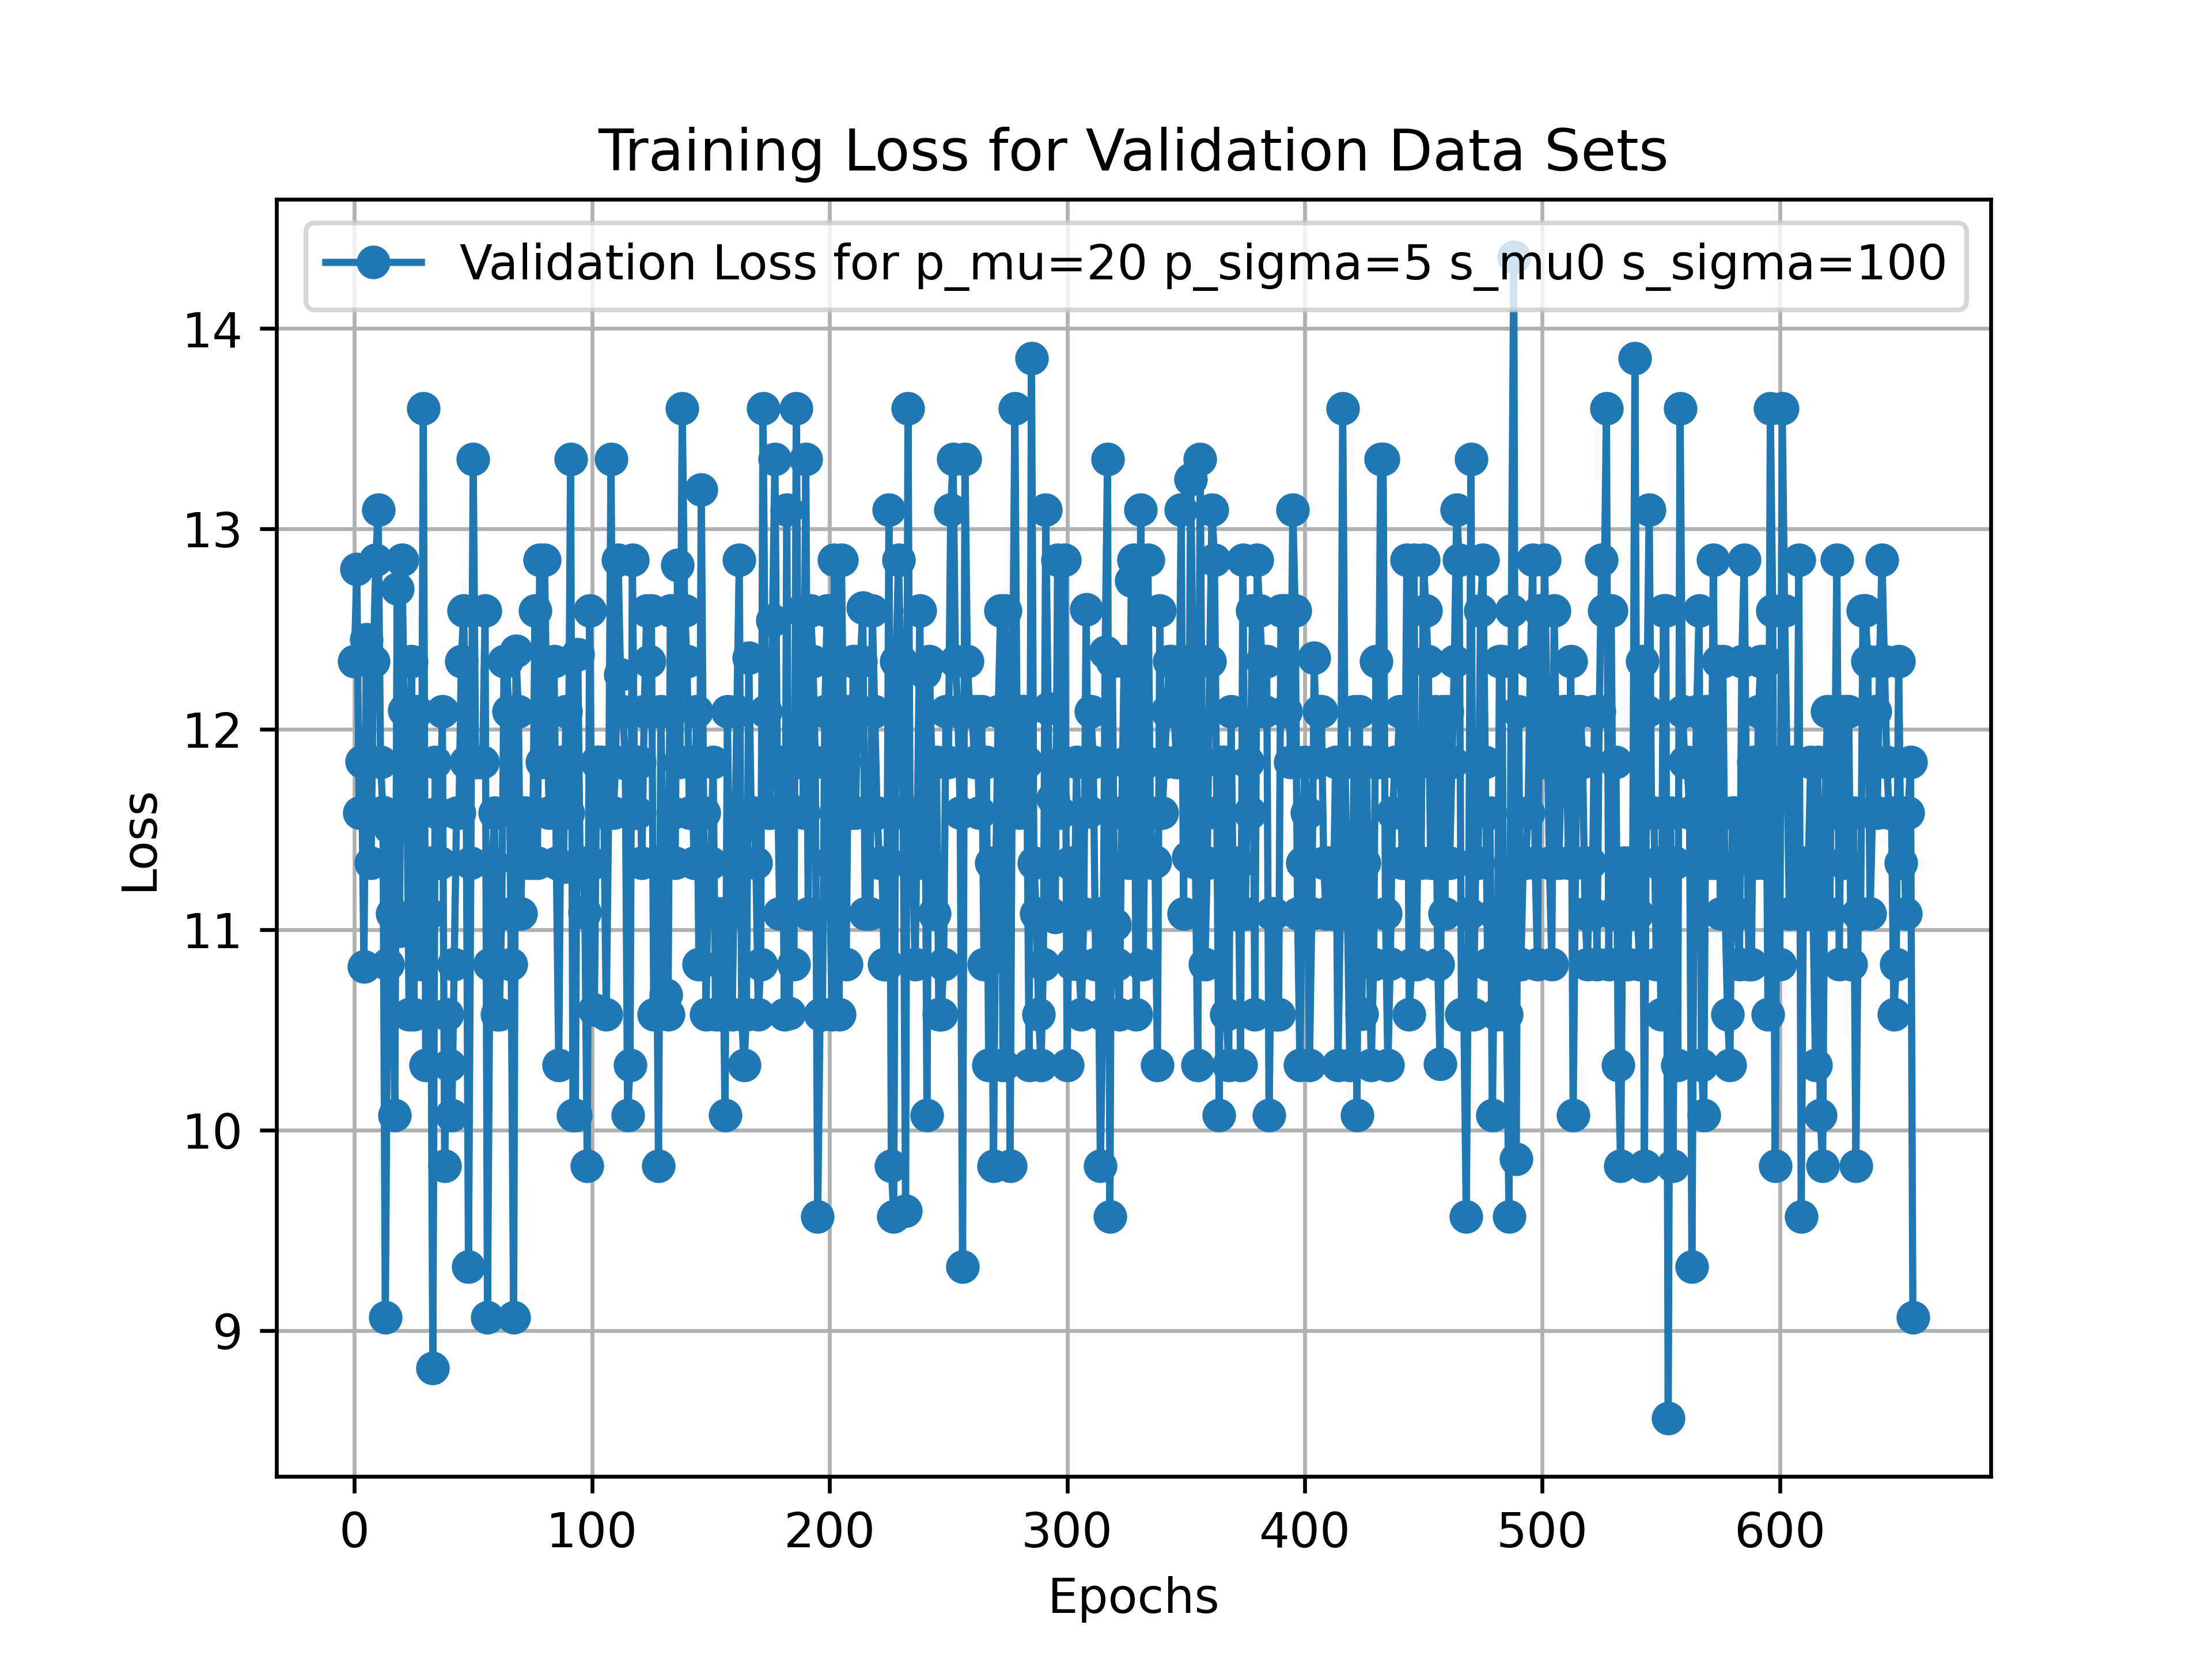 Training Loss for Validation Data Sets
Validation Loss for p_mu=20 p_sigma=5 s_mu0 s_sigma=100
14
13
12
11
10
9
Loss
0 100 200 300 400 500 600
Epochs